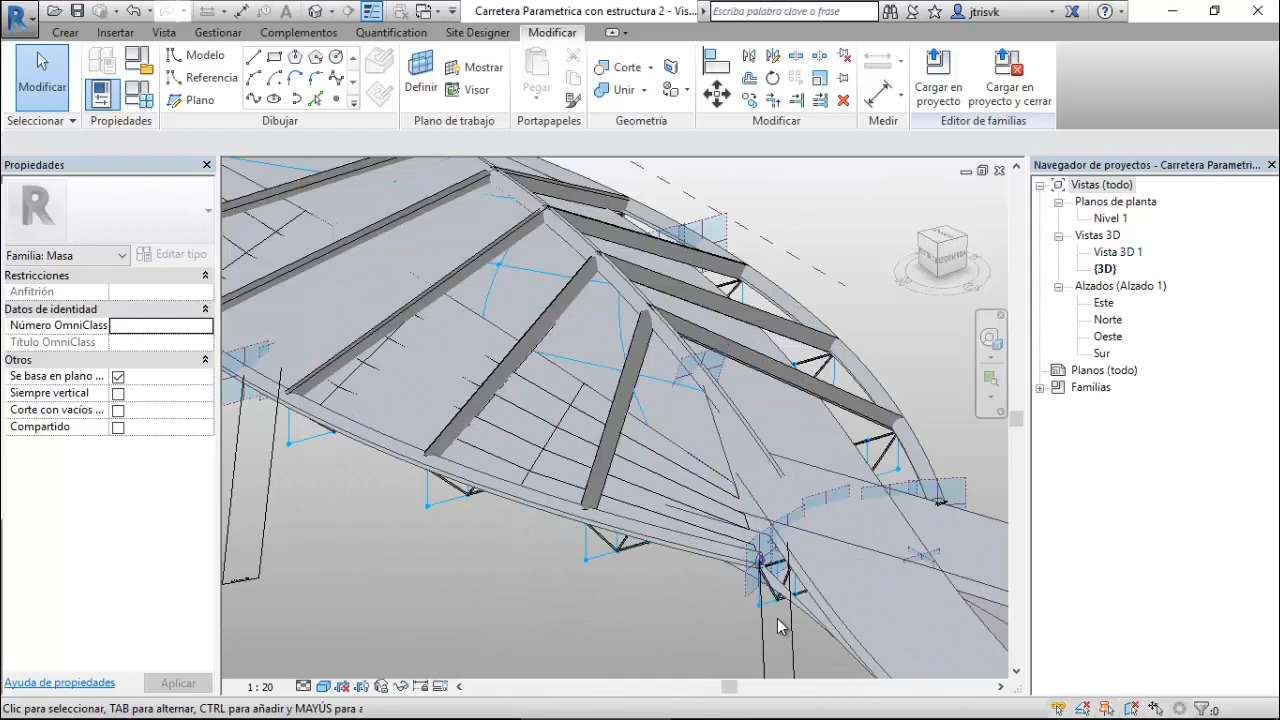 Carretera Parametrica con estructura 2 - Vis...
Escriba palabra clave o frase
jtrisvk
Crear
Insertar
Vista
Gestionar
Complementos
Quantification
Site Designer
Modificar
Modificar
Modelo
Referencia
Plano
Definir
Mostrar
Visor
Pegar
Corte
Unir
Cargar en proyecto
Cargar en proyecto y cerrar
Seleccionar
Propiedades
Dibujar
Plano de trabajo
Portapapeles
Geometría
Modificar
Medir
Editor de familias
Propiedades
Familia: Masa
Editar tipo
Restricciones
Anfitrión
Datos de identidad
Número OmniClass
Título OmniClass
Otros
Se basa en plano ...
Siempre vertical
Corte con vacíos ...
Compartido
Ayuda de propiedades
Aplicar
Navegador de proyectos - Carretera Parametri...
Vistas (todo)
Planos de planta
Nivel 1
Vistas 3D
Vista 3D 1
{3D}
Alzados (Alzado 1)
Este
Norte
Oeste
Sur
Planos (todo)
Familias
1 : 20
Clic para seleccionar, TAB para alternar, CTRL para añadir y MAYÚS para a
:0